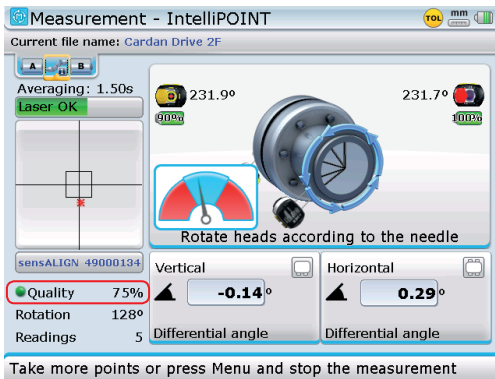 Measurement - IntelliPOINT
TOL
mm
Current file name: Cardan Drive 2F
A
B
Averaging: 1.50s
Laser OK
231.9º
90%
231.7º
100%
Rotate heads according to the needle
sensALIGN 49000134
Quality 75%
Rotation 128º
Readings 5
Vertical
-0.14º
Differential angle
Horizontal
0.29º
Differential angle
Take more points or press Menu and stop the measurement